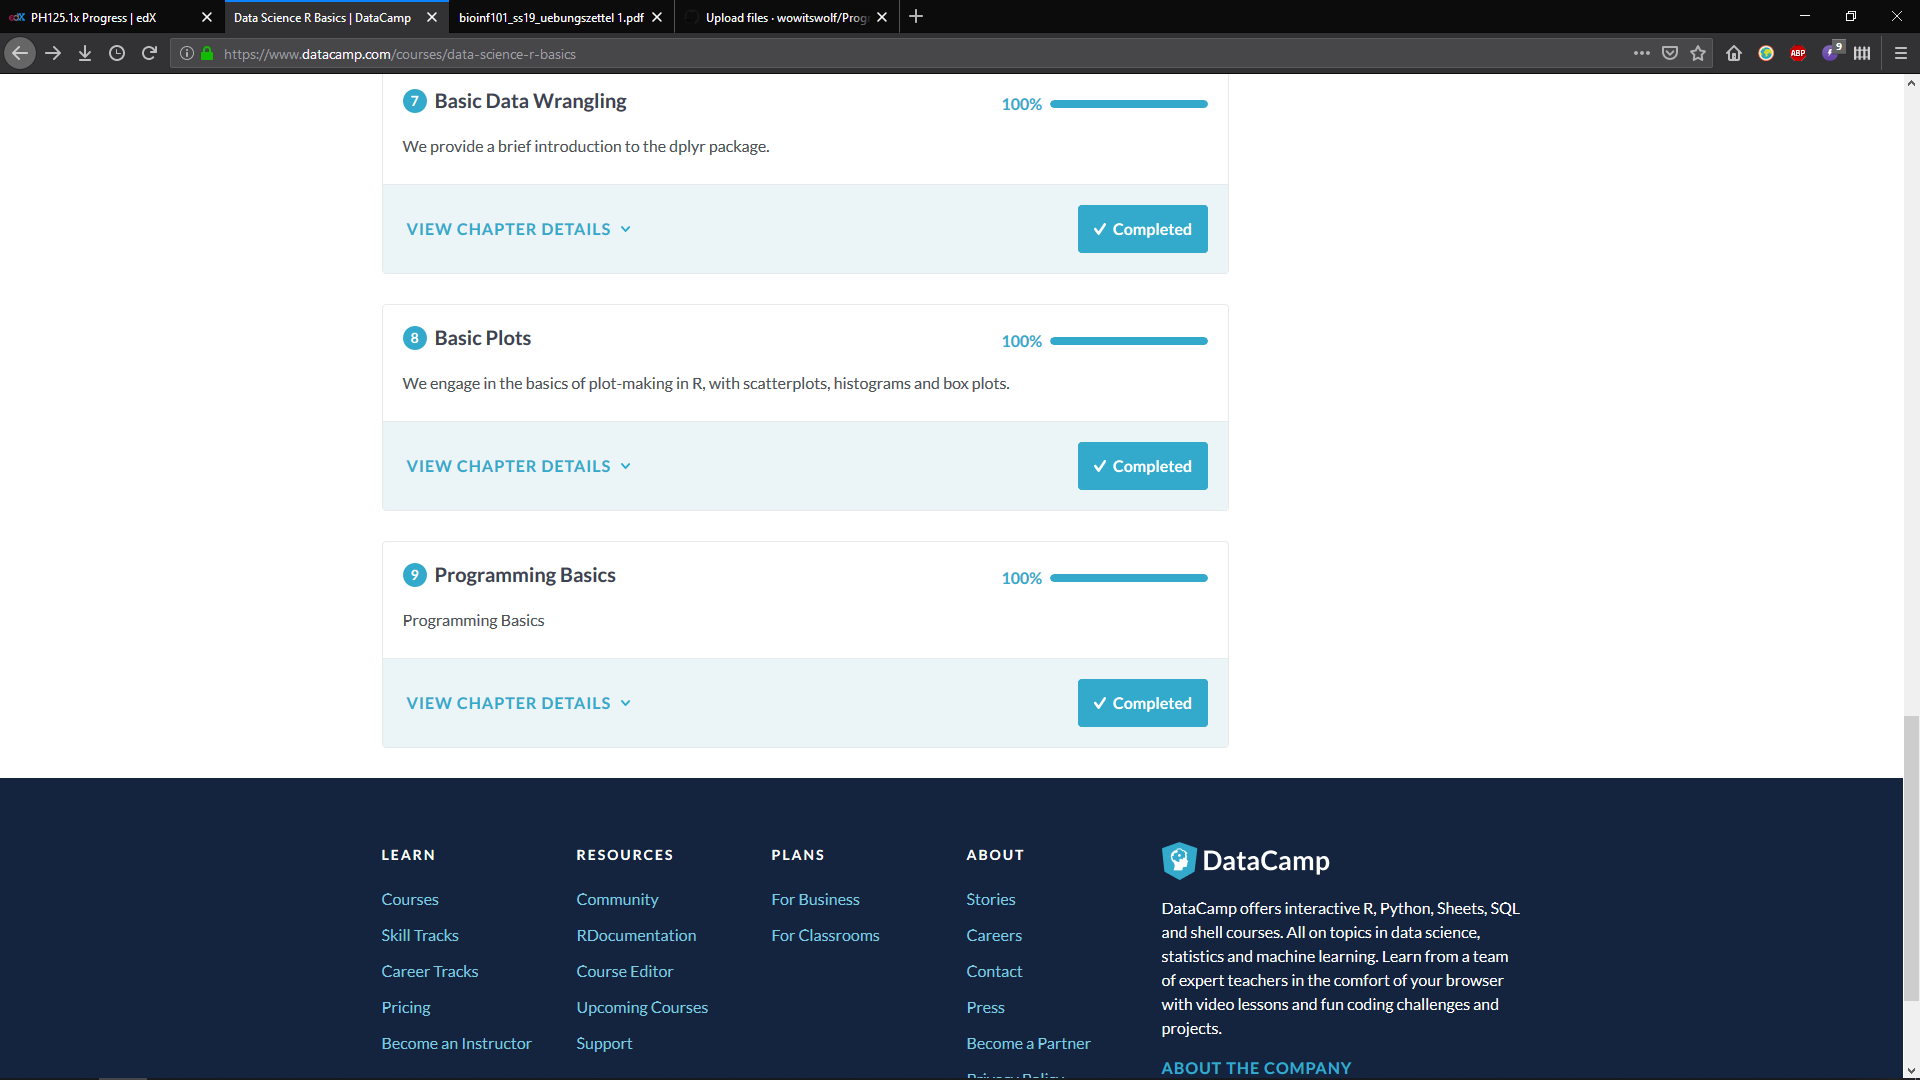 PH125.1x Progress | edX
Data Science R Basics | DataCamp
bioinf101_ss19_uebungszettel 1.pdf
Upload files · wowitswolf/Prog
https://www.datacamp.com/courses/data-science-r-basics
ABP
9
7 Basic Data Wrangling
100%
We provide a brief introduction to the dplyr package.
VIEW CHAPTER DETAILS
Completed
8 Basic Plots
100%
We engage in the basics of plot-making in R, with scatterplots, histograms and box plots.
VIEW CHAPTER DETAILS
Completed
9 Programming Basics
100%
Programming Basics
VIEW CHAPTER DETAILS
Completed
LEARN
Courses
Skill Tracks
Career Tracks
Pricing
Become an Instructor
RESOURCES
Community
RDocumentation
Course Editor
Upcoming Courses
Support
PLANS
For Business
For Classrooms
ABOUT
Stories
Careers
Contact
Press
Become a Partner
Privacy Policy
DataCamp
DataCamp offers interactive R, Python, Sheets, SQL
and shell courses. All on topics in data science,
statistics and machine learning. Learn from a team
of expert teachers in the comfort of your browser
with video lessons and fun coding challenges and
projects.
ABOUT THE COMPANY